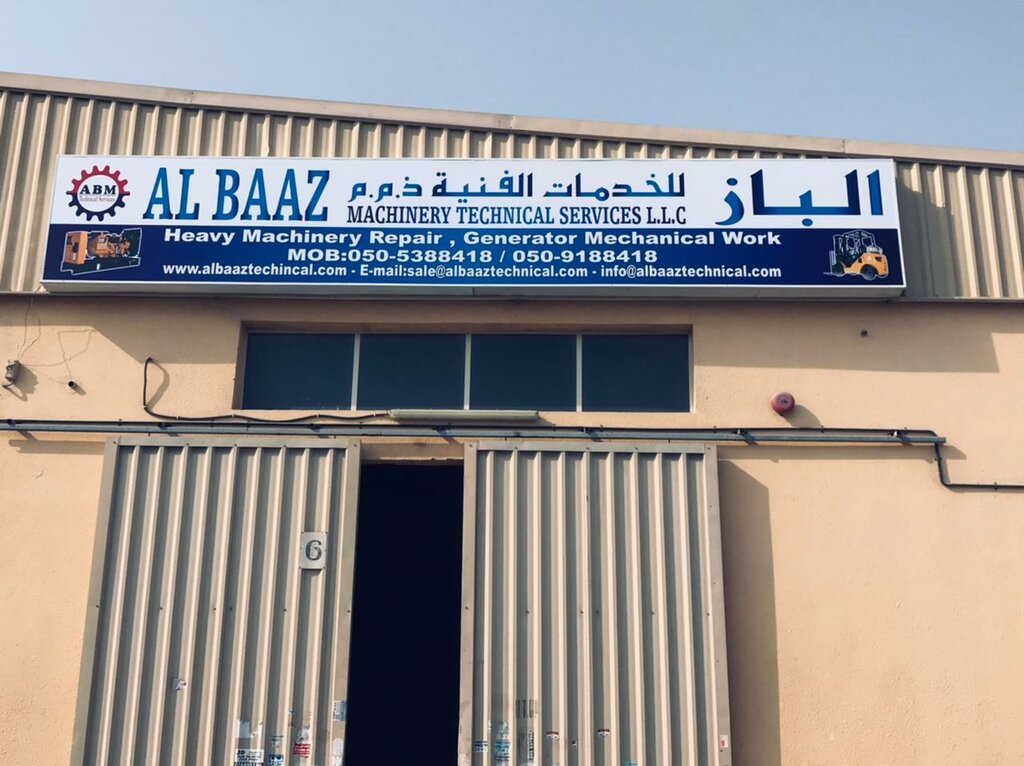 ABM
Technical Services
AL BAAZ
للخدمات الفنية ذ.م.م
MACHINERY TECHNICAL SERVICES L.L.C
الباز
Heavy Machinery Repair , Generator Mechanical Work
MOB:050-5388418 / 050-9188418
www.albaaztechincal.com - E-mail:sale@albaaztechnical.com - info@albaaztechnical.com
6